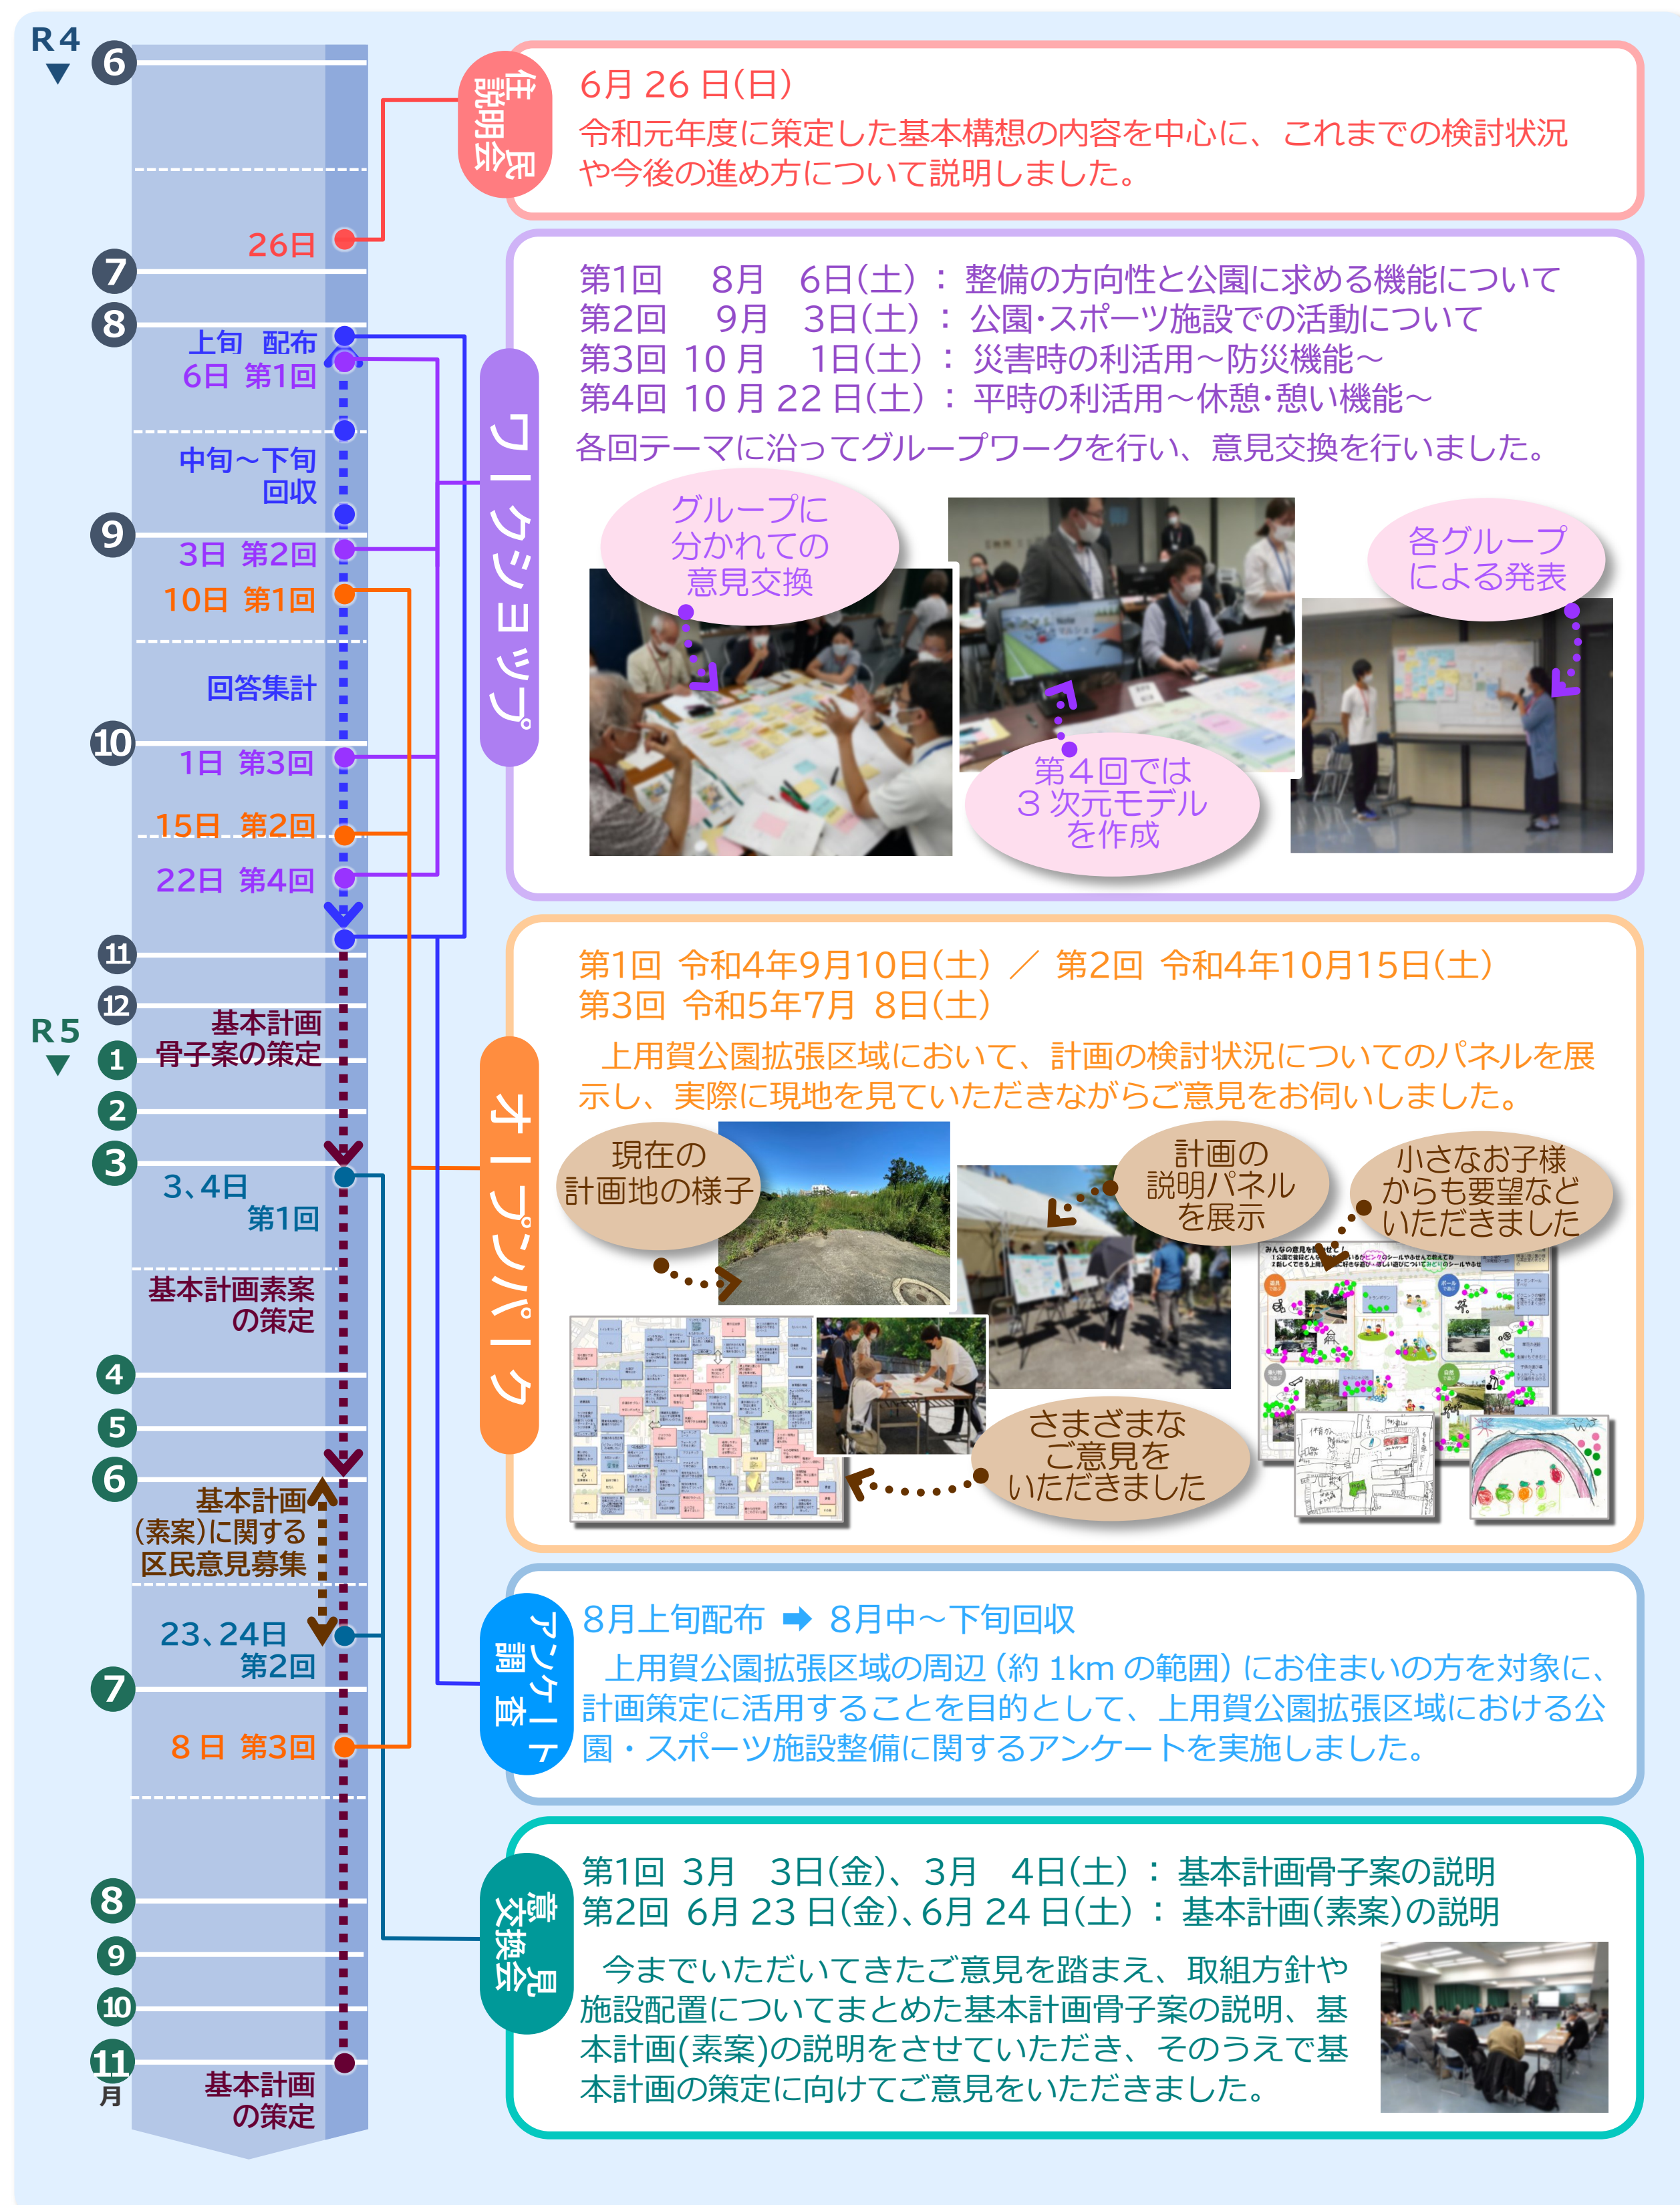 R4
6
26日
7
8
上旬 配布
6日 第1回
中旬～下旬
回収
9
3日 第2回
10日 第1回
回答集計
10
1日 第3回
15日 第2回
22日 第4回
11
12
R5
基本計画
骨子案の策定
1
2
3
3、4日
第1回
基本計画素案
の策定
4
5
6
基本計画
(素案)に関する
区民意見募集
23、24日
第2回
7
8日 第3回
8
9
10
11
月
基本計画
の策定
住民
説明会
6月26日(日)
令和元年度に策定した基本構想の内容を中心に、これまでの検討状況
や今後の進め方について説明しました。
ワークショップ
第1回 8月 6日(土)：整備の方向性と公園に求める機能について
第2回 9月 3日(土)：公園・スポーツ施設での活動について
第3回 10月 1日(土)：災害時の利活用～防災機能～
第4回 10月22日(土)：平時の利活用～休憩・憩い機能～
各回テーマに沿ってグループワークを行い、意見交換を行いました。
グループに
分かれての
意見交換
第4回では
3次元モデル
を作成
各グループ
による発表
オープンパーク
第1回 令和4年9月10日(土) ／ 第2回 令和4年10月15日(土)
第3回 令和5年7月 8日(土)
上用賀公園拡張区域において、計画の検討状況についてのパネルを展
示し、実際に現地を見ていただきながらご意見をお伺いしました。
現在の
計画地の様子
計画の
説明パネル
を展示
小さなお子様
からも要望など
いただきました
さまざまな
ご意見を
いただきました
アンケート
調査
8月上旬配布 ➡ 8月中～下旬回収
上用賀公園拡張区域の周辺(約1kmの範囲)にお住まいの方を対象に、
計画策定に活用することを目的として、上用賀公園拡張区域における公
園・スポーツ施設整備に関するアンケートを実施しました。
意見
交換会
第1回 3月 3日(金)、3月 4日(土)：基本計画骨子案の説明
第2回 6月23日(金)、6月24日(土)：基本計画(素案)の説明
今までいただいてきたご意見を踏まえ、取組方針や
施設配置についてまとめた基本計画骨子案の説明、基
本計画(素案)の説明をさせていただき、そのうえで基
本計画の策定に向けてご意見をいただきました。